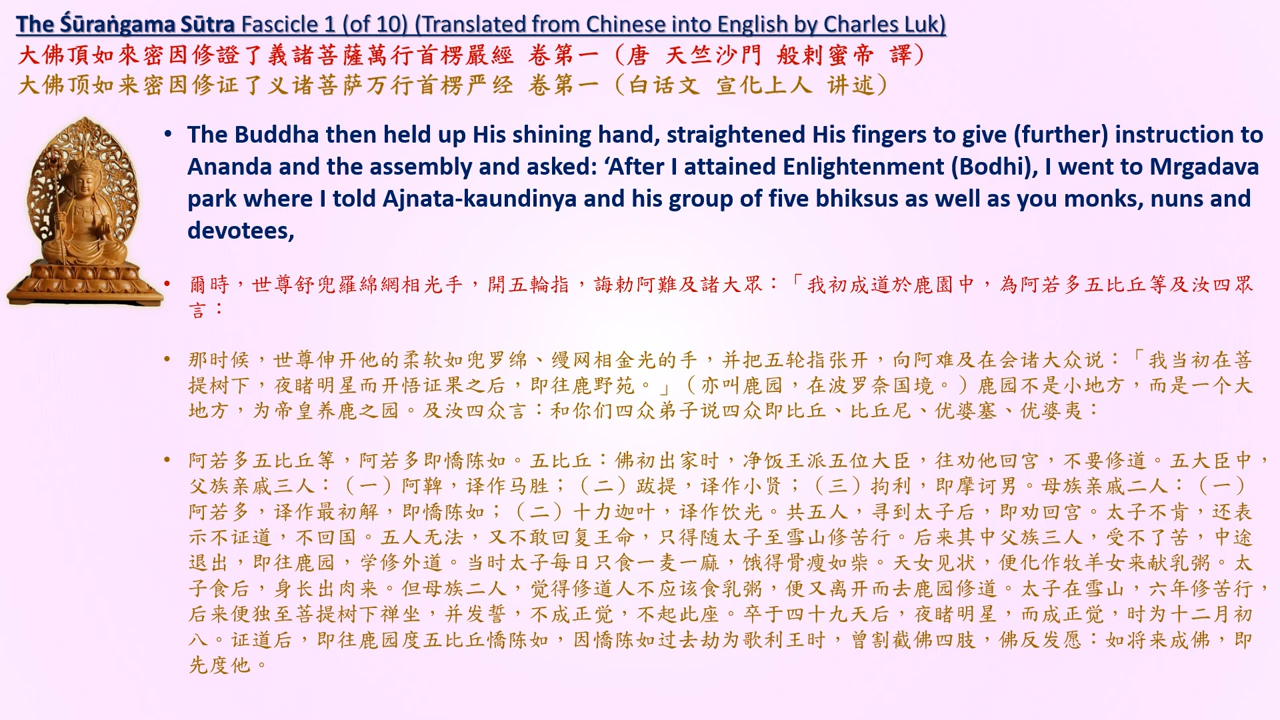 The Śūraṅgama Sūtra Fascicle 1 (of 10) (Translated from Chinese into English by Charles Luk)
大佛頂如來密因修證了義諸菩薩萬行首楞嚴經 卷第一（唐 天竺沙門 般剌蜜帝 譯）
大佛顶如来密因修证了义诸菩萨万行首楞严经 卷第一（白话文 宣化上人 讲述）
• The Buddha then held up His shining hand, straightened His fingers to give (further) instruction to
Ananda and the assembly and asked: ‘After I attained Enlightenment (Bodhi), I went to Mrgadava
park where I told Ajnata-kaundinya and his group of five bhiksus as well as you monks, nuns and
devotees,
• 爾時，世尊舒兜羅綿網相光手，開五輪指，誨勅阿難及諸大眾：「我初成道於鹿園中，為阿若多五比丘等及汝四眾
言：
• 那时候，世尊伸开他的柔软如兜罗绵、缦网相金光的手，并把五轮指张开，向阿难及在会诸大众说：「我当初在菩
提树下，夜睹明星而开悟证果之后，即往鹿野苑。」（亦叫鹿园，在波罗奈国境。）鹿园不是小地方，而是一个大
地方，为帝皇养鹿之园。及汝四众言：和你们四众弟子说四众即比丘、比丘尼、优婆塞、优婆夷：
• 阿若多五比丘等，阿若多即憍陈如。五比丘：佛初出家时，净饭王派五位大臣，往劝他回宫，不要修道。五大臣中，
父族亲戚三人：（一）阿鞞，译作马胜；（二）跋提，译作小贤；（三）拘利，即摩诃男。母族亲戚二人：（一）
阿若多，译作最初解，即憍陈如；（二）十力迦叶，译作饮光。共五人，寻到太子后，即劝回宫。太子不肯，还表
示不证道，不回国。五人无法，又不敢回复王命，只得随太子至雪山修苦行。后来其中父族三人，受不了苦，中途
退出，即往鹿园，学修外道。当时太子每日只食一麦一麻，饿得骨瘦如柴。天女见状，便化作牧羊女来献乳粥。太
子食后，身长出肉来。但母族二人，觉得修道人不应该食乳粥，便又离开而去鹿园修道。太子在雪山，六年修苦行，
后来便独至菩提树下禅坐，并发誓，不成正觉，不起此座。卒于四十九天后，夜睹明星，而成正觉，时为十二月初
八。证道后，即往鹿园度五比丘憍陈如，因憍陈如过去劫为歌利王时，曾割截佛四肢，佛反发愿：如将来成佛，即
先度他。